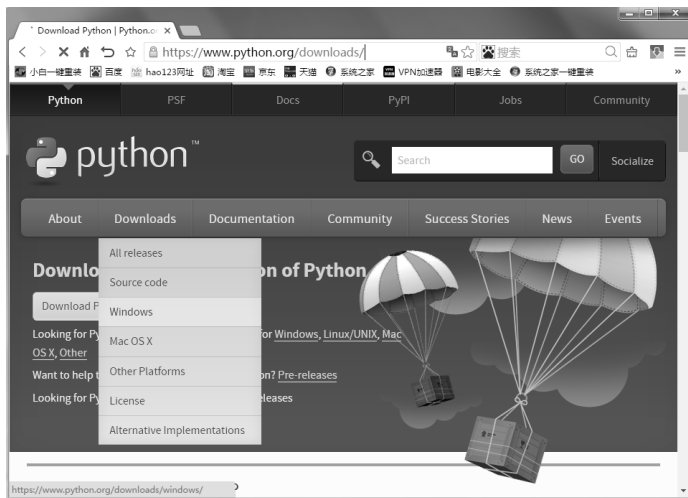 Download Python | Python.o
https://www.python.org/downloads/
搜索
小白一键重装 百度 hao123网址 淘宝 京东 天猫 系统之家 VPN加速器 电影大全 系统之家一键重装 »
Python PSF Docs PyPI Jobs Community
python™
Search GO Socialize
About Downloads Documentation Community Success Stories News Events
All releases
Downlo on of Python
Source code
Download P
Windows
Looking for Py for Windows, Linux/UNIX, Mac
OS X, Other
Mac OS X
Want to help t on? Pre-releases
Other Platforms
Looking for Py eleases
License
Alternative Implementations
https://www.python.org/downloads/windows/